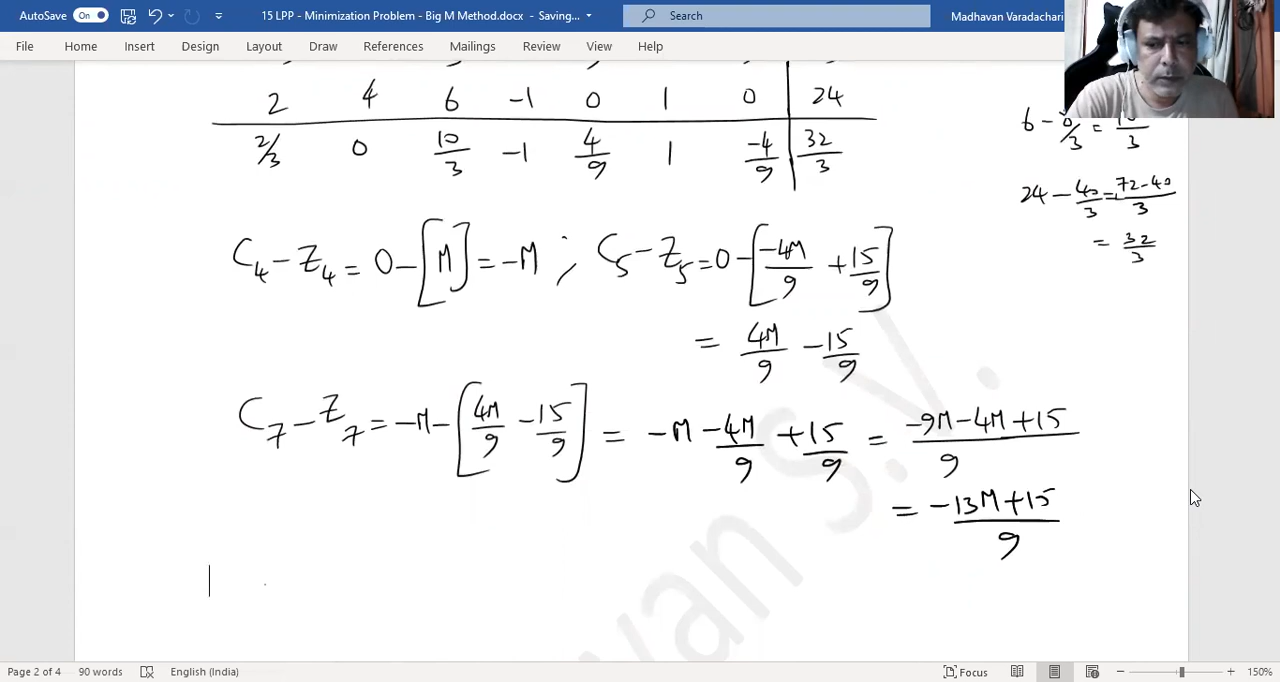 AutoSave On 15 LPP - Minimization Problem - Big M Method.docx - Saving... Search Madhavan Varadachari
File Home Insert Design Layout References Mailings Review View Help
2 4 6 -1 0 1 0 24
2/3 0 10/3 -1 4/9 1 -4/9 32/3
24 - 40/3 = 72-40/3
= 32/3
C4 - Z4 = 0 - [M] = -M ; C5 - Z5 = 0 - [-4M/9 + 15/9]
= 4M/9 - 15/9
C7 - Z7 = -M - [4M/9 - 15/9] = -M - 4M/9 + 15/9 = -9M-4M+15/9
= -13M+15/9
van S.V.
Page 2 of 4 90 words English (India) Focus 150%